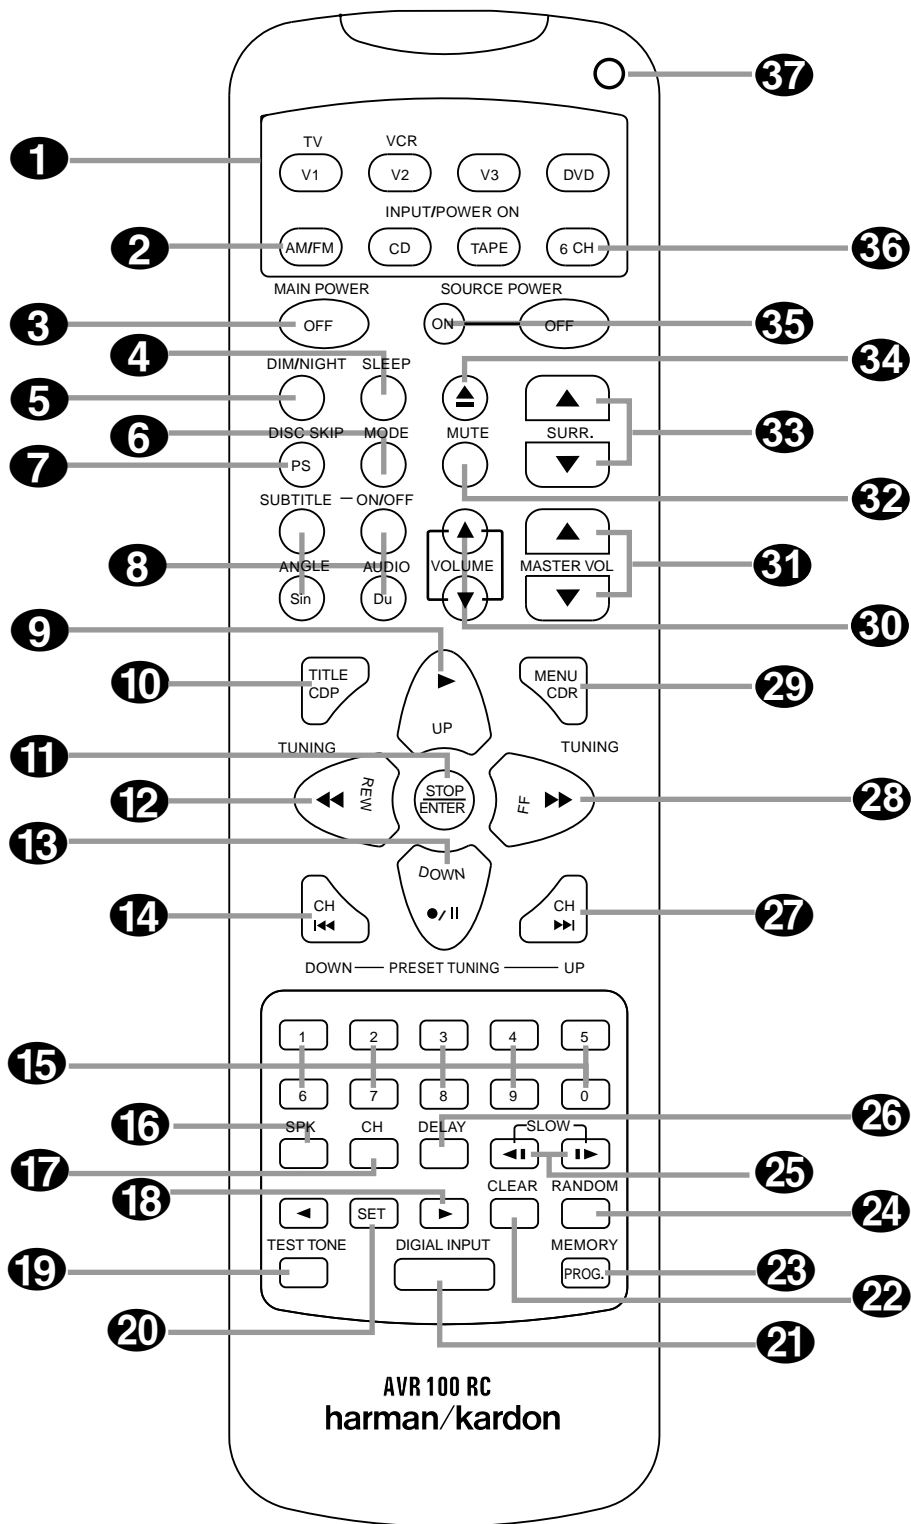 37
TV VCR
1 V1 V2 V3 DVD
INPUT/POWER ON
2 AM/FM CD TAPE 6 CH 36
MAIN POWER SOURCE POWER
3 OFF ON OFF 35
4 34
DIM/NIGHT SLEEP
5
6 DISC SKIP MODE MUTE SURR. 33
7 PS
32
SUBTITLE — ON/OFF
8 ANGLE AUDIO VOLUME MASTER VOL 31
Sin Du
9 30
10 TITLE CDP MENU CDR 29
UP
TUNING TUNING
11 STOP
ENTER
12 REW FF 28
13 DOWN
14 CH CH 27
DOWN — PRESET TUNING — UP
1 2 3 4 5
15
6 7 8 9 0
16 SPK CH DELAY SLOW 26
17 25
18 CLEAR RANDOM
SET 24
TEST TONE DIGIAL INPUT MEMORY
19 PROG. 23
22
20 21
AVR 100 RC
harman/kardon